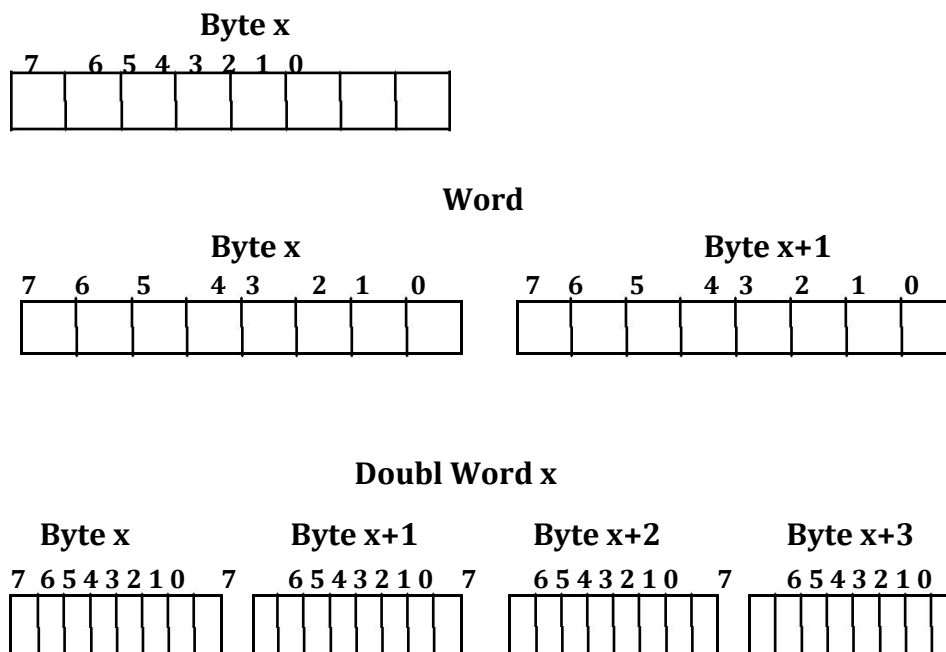 Byte x
7 6 5 4 3 2 1 0
Word
Byte x Byte x+1
7 6 5 4 3 2 1 0 7 6 5 4 3 2 1 0
Doubl Word x
Byte x Byte x+1 Byte x+2 Byte x+3
7 6 5 4 3 2 1 0 7 6 5 4 3 2 1 0 7 6 5 4 3 2 1 0 7 6 5 4 3 2 1 0